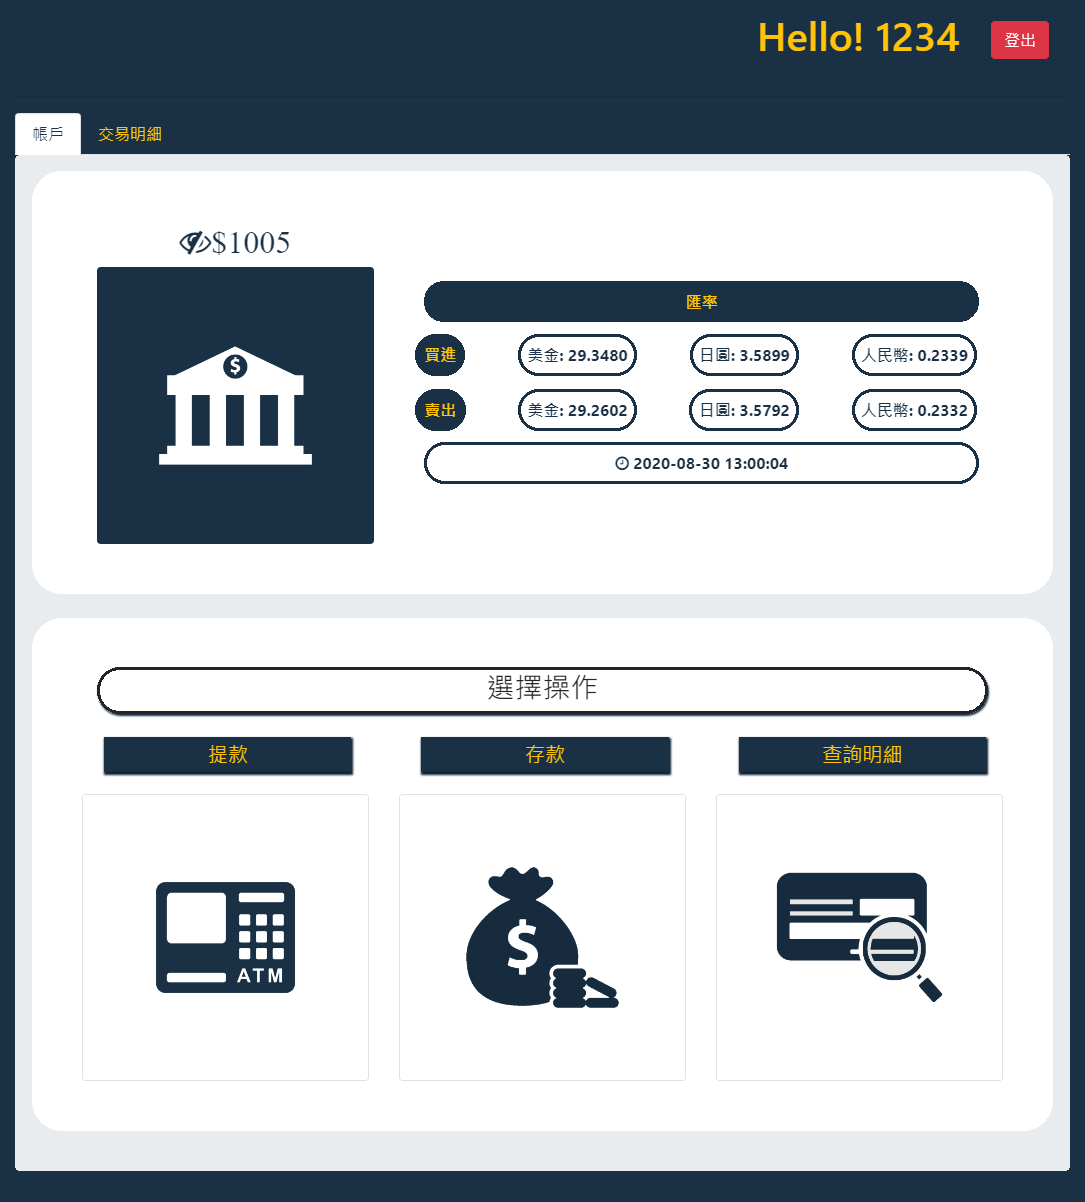 Hello! 1234 登出
帳戶 交易明細
$1005
$
匯率
買進 美金: 29.3480 日圓: 3.5899 人民幣: 0.2339
賣出 美金: 29.2602 日圓: 3.5792 人民幣: 0.2332
2020-08-30 13:00:04
選擇操作
提款 存款 查詢明細
ATM $